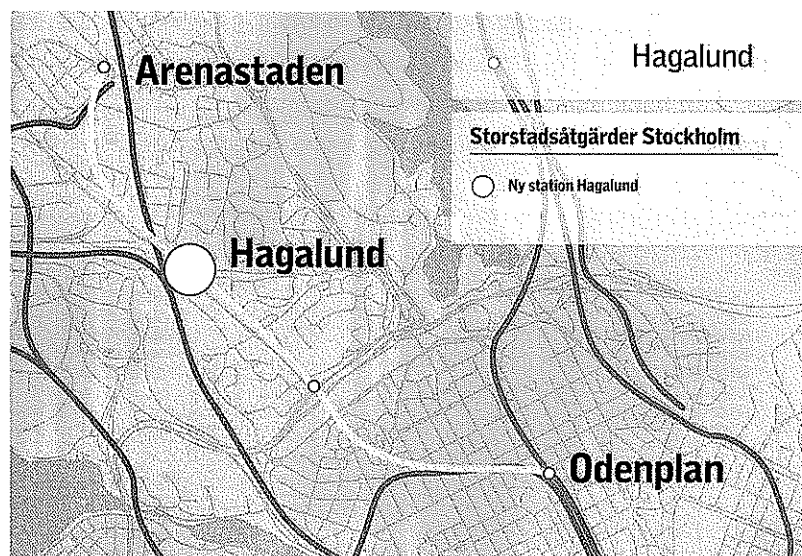 Arenastaden
Hagalund
Storstadsåtgärder Stockholm
Ny station Hagalund
Hagalund
Odenplan